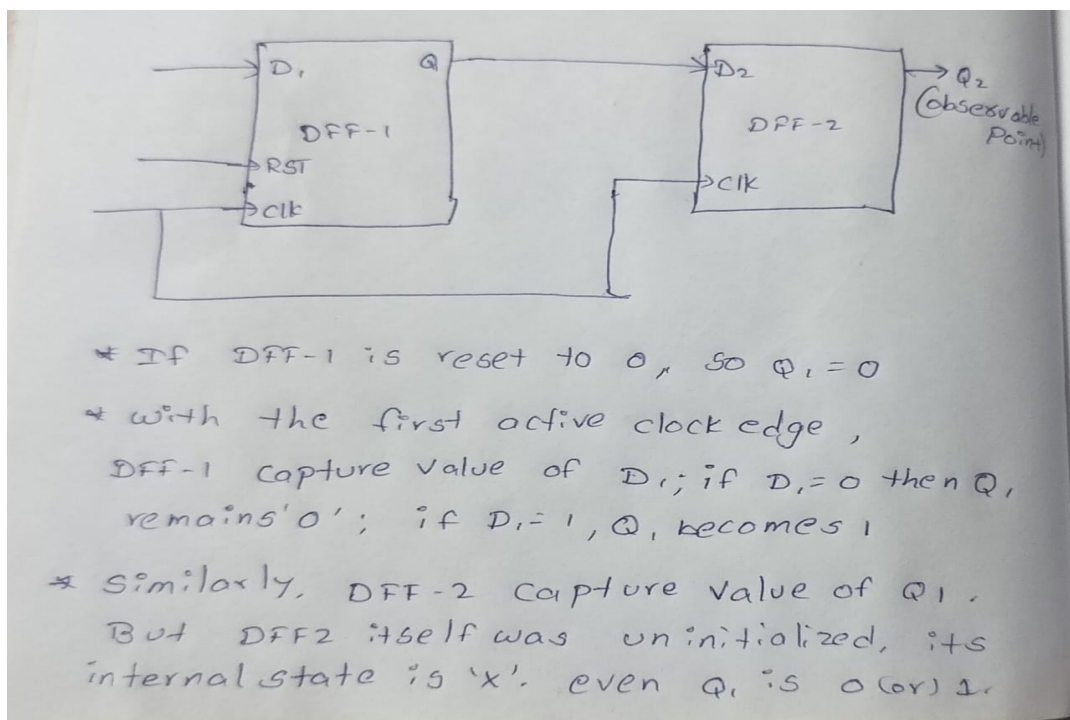 D1
Q
DFF-1
RST
Clk
D2
DFF-2
Clk
Q2
(observable
Point)
* If DFF-1 is reset to 0, so Q1 = 0
* with the first active clock edge,
DFF-1 capture value of D1; if D1=0 then Q1
remains '0'; if D1=1, Q1 becomes 1
* Similarly, DFF-2 capture value of Q1.
But DFF2 itself was uninitialized, its
internal state is 'x'. even Q1 is 0 (or) 1.